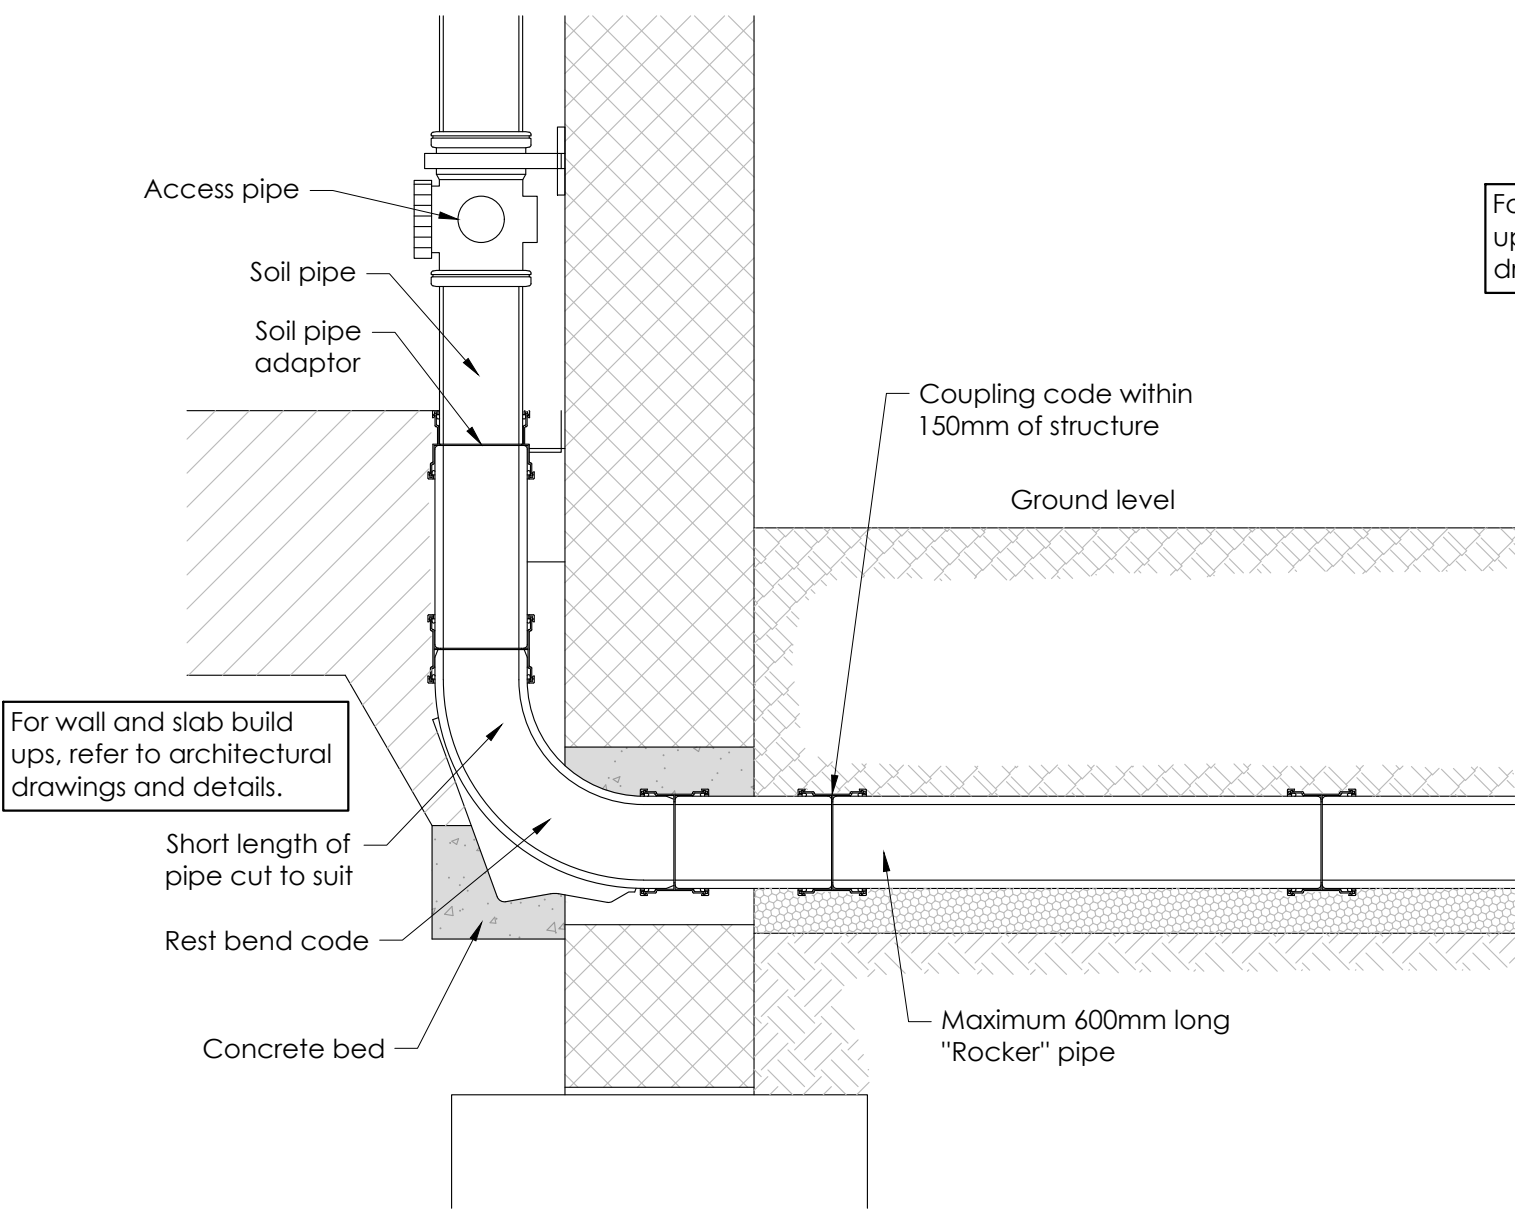 Access pipe
Soil pipe
Soil pipe
adaptor
Coupling code within
150mm of structure
Ground level
For wall and slab build
ups, refer to architectural
drawings and details.
Short length of
pipe cut to suit
Rest bend code
Concrete bed
Maximum 600mm long
"Rocker" pipe